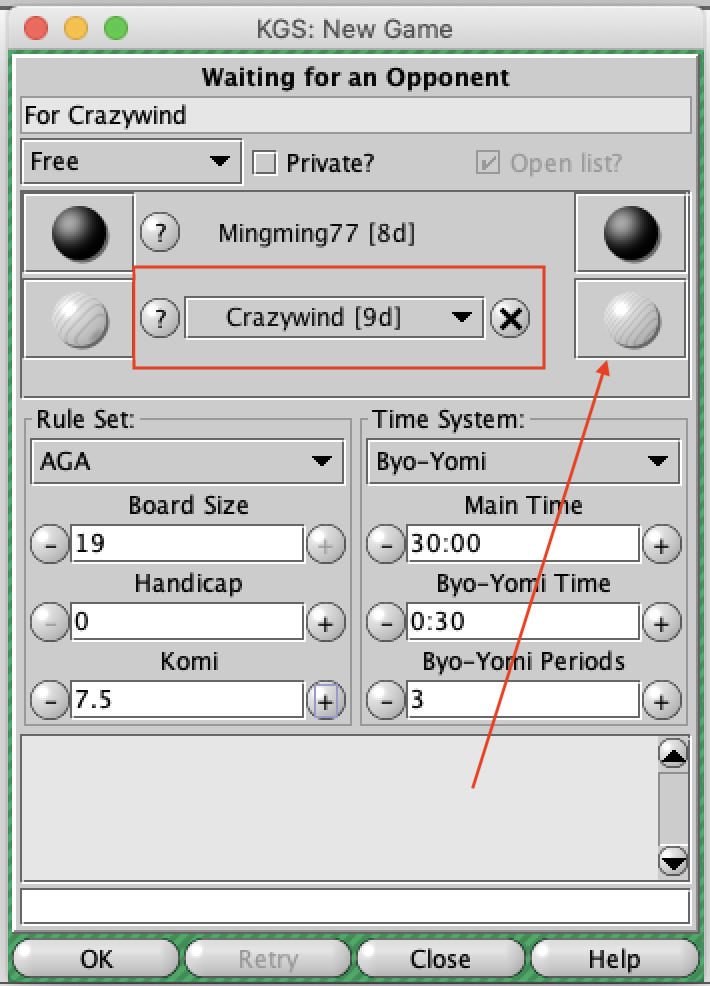 KGS: New Game
Waiting for an Opponent
For Crazywind
Free Private? Open list?
? Mingming77 [8d]
? Crazywind [9d]
Rule Set: Time System:
AGA Byo-Yomi
Board Size Main Time
- 19 + - 30:00 +
Handicap Byo-Yomi Time
- 0 + - 0:30 +
Komi Byo-Yomi Periods
- 7.5 + - 3 +
OK Retry Close Help